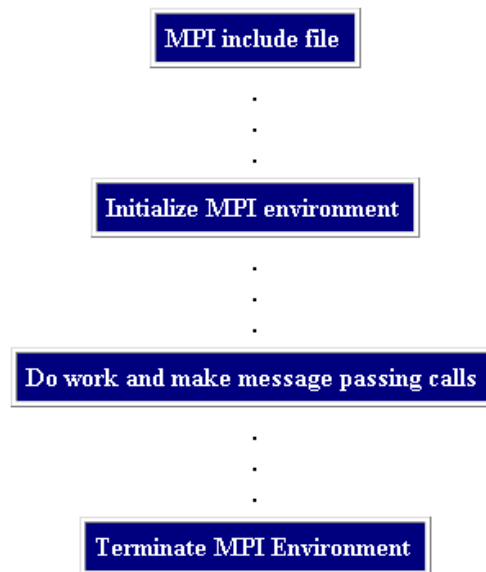 MPI include file
.
.
.
Initialize MPI environment
.
.
.
Do work and make message passing calls
.
.
.
Terminate MPI Environment